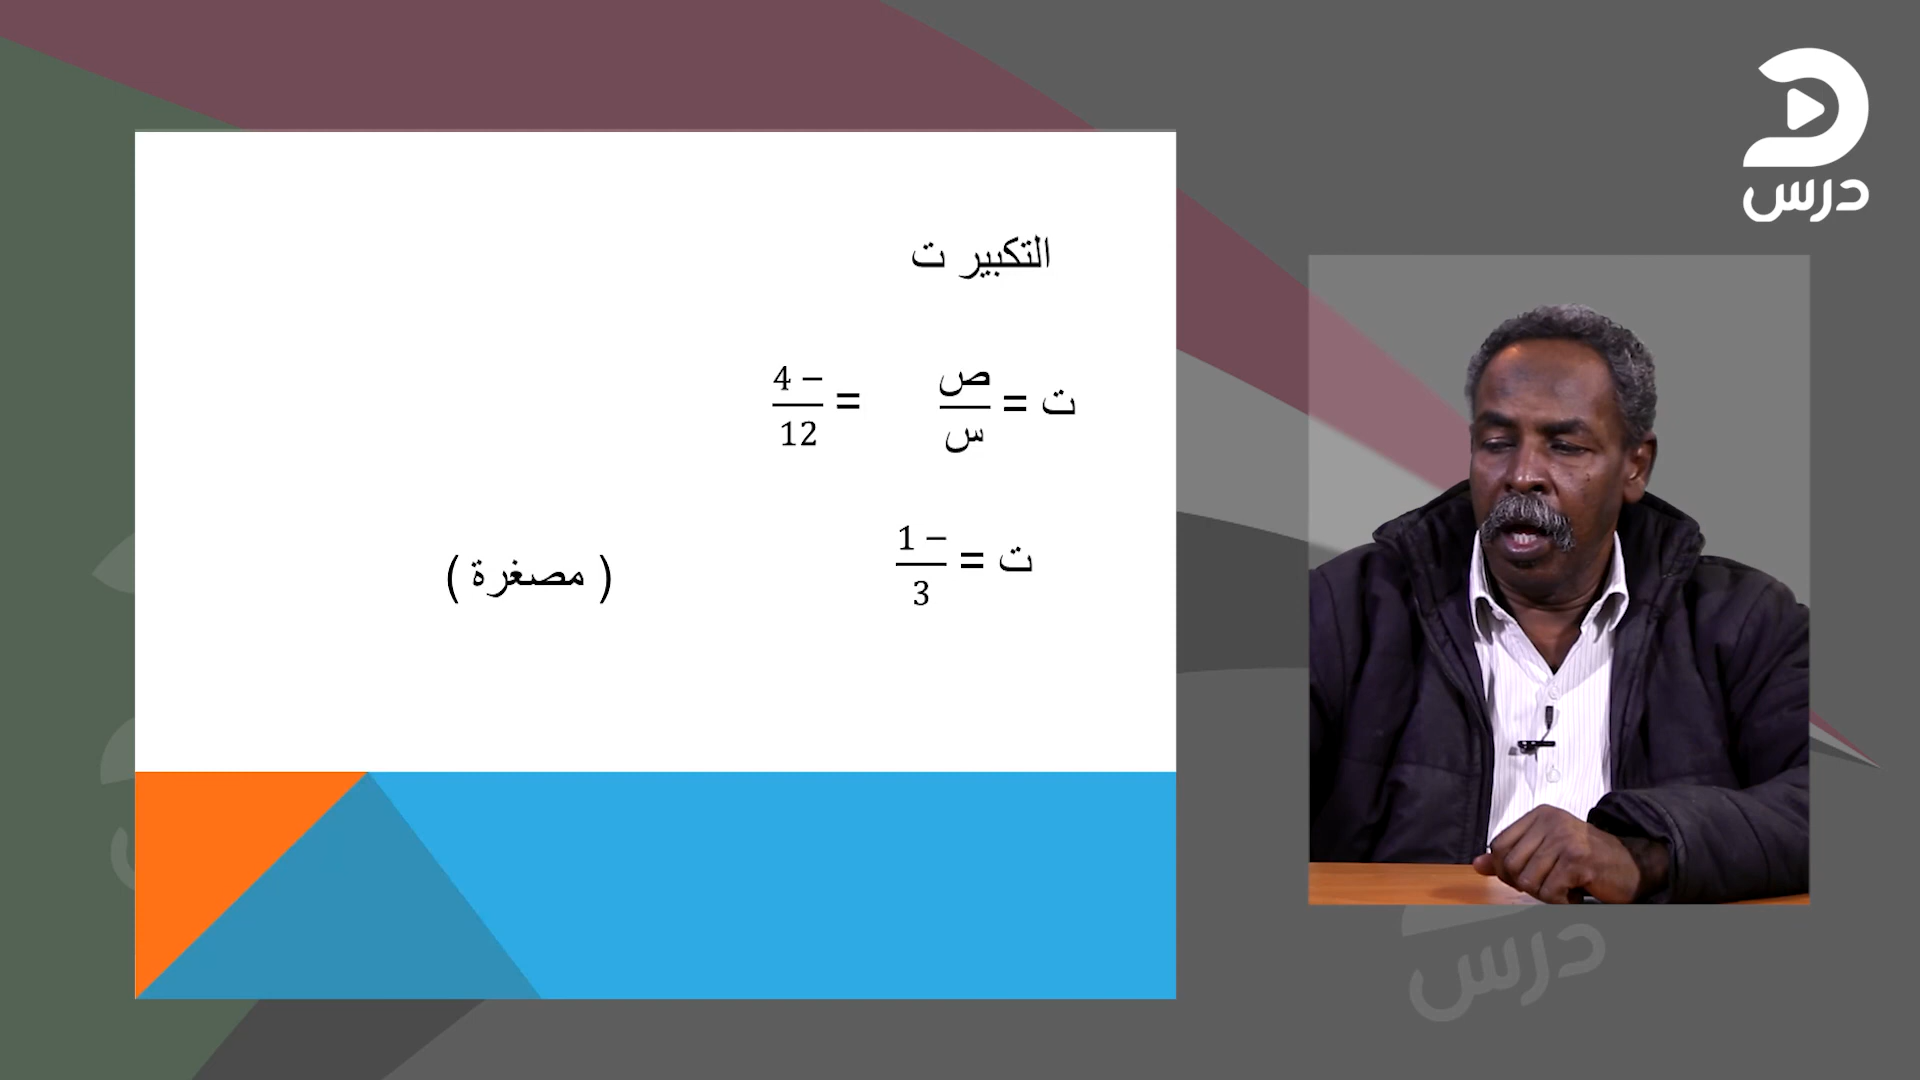 درس
التكبير ت
ت = ص/س = − 4/12
ت = − 1/3 ( مصغرة )
درس